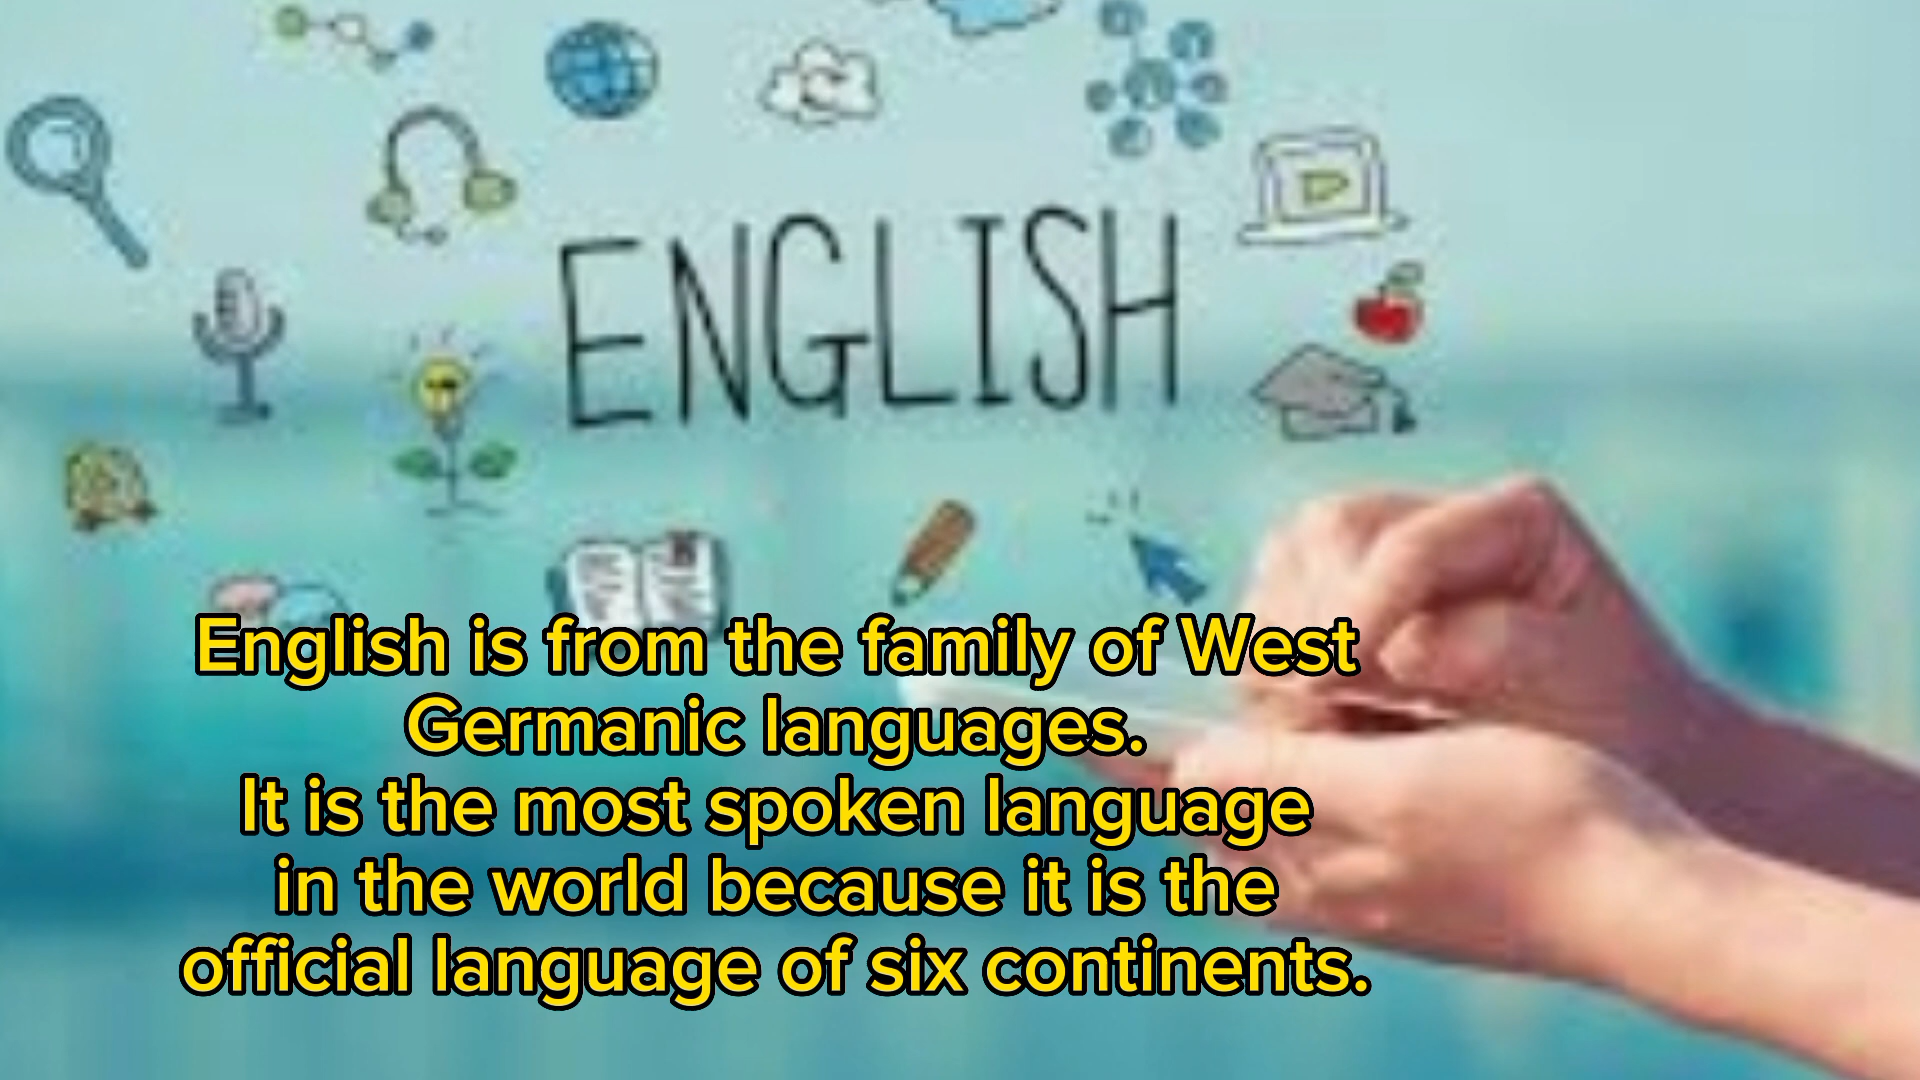 ENGLISH
English is from the family of West
Germanic languages.
It is the most spoken language
in the world because it is the
official language of six continents.